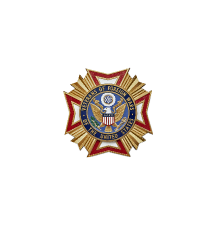 VETERANS OF FOREIGN WARS
OF THE UNITED STATES